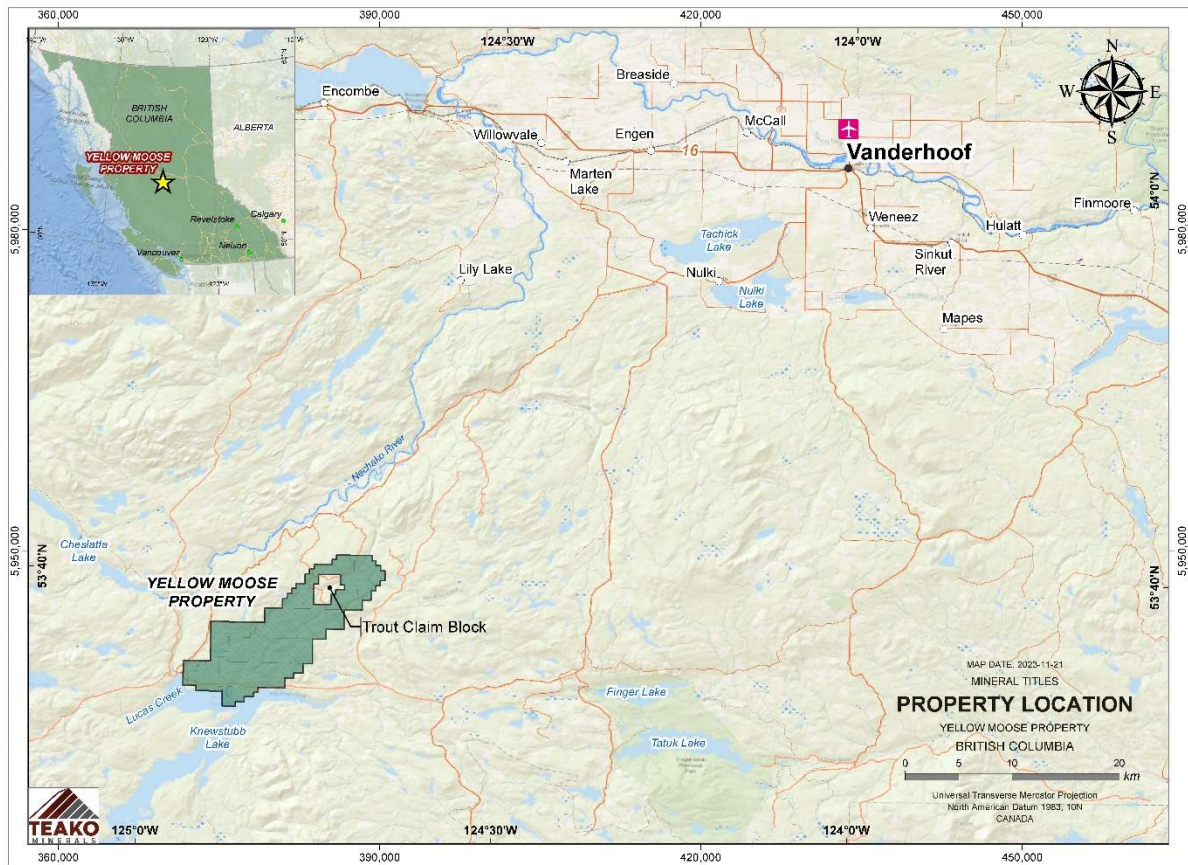 360,000
390,000
420,000
450,000
124°30'W
124°0'W
130°W
120°W
BRITISH
COLUMBIA
ALBERTA
YELLOW MOOSE
PROPERTY
Revelstoke
Calgary
Nelson
Vancouver
N
W
E
S
Breaside
Encombe
McCall
Engen
Willowvale
16
Vanderhoof
Marten
Lake
54°0'N
Finmoore
Weneez
Hulatt
5,980,000
5,980,000
Tachick
Lake
Sinkut
River
Lily Lake
Nulki
Nulki
Lake
Mapes
Nechako River
5,950,000
5,950,000
53°40'N
53°40'N
Cheslatta
Lake
YELLOW MOOSE
PROPERTY
Trout Claim Block
Lucas Creek
Knewstubb
Lake
Finger Lake
Tatuk Lake
MAP DATE: 2023-11-21
MINERAL TITLES
PROPERTY LOCATION
YELLOW MOOSE PROPERTY
BRITISH COLUMBIA
0 5 10 20
km
Universal Transverse Mercator Projection
North American Datum 1983, 10N
CANADA
TEAKO
MINERALS
125°0'W
124°30'W
124°0'W
360,000
390,000
420,000
450,000